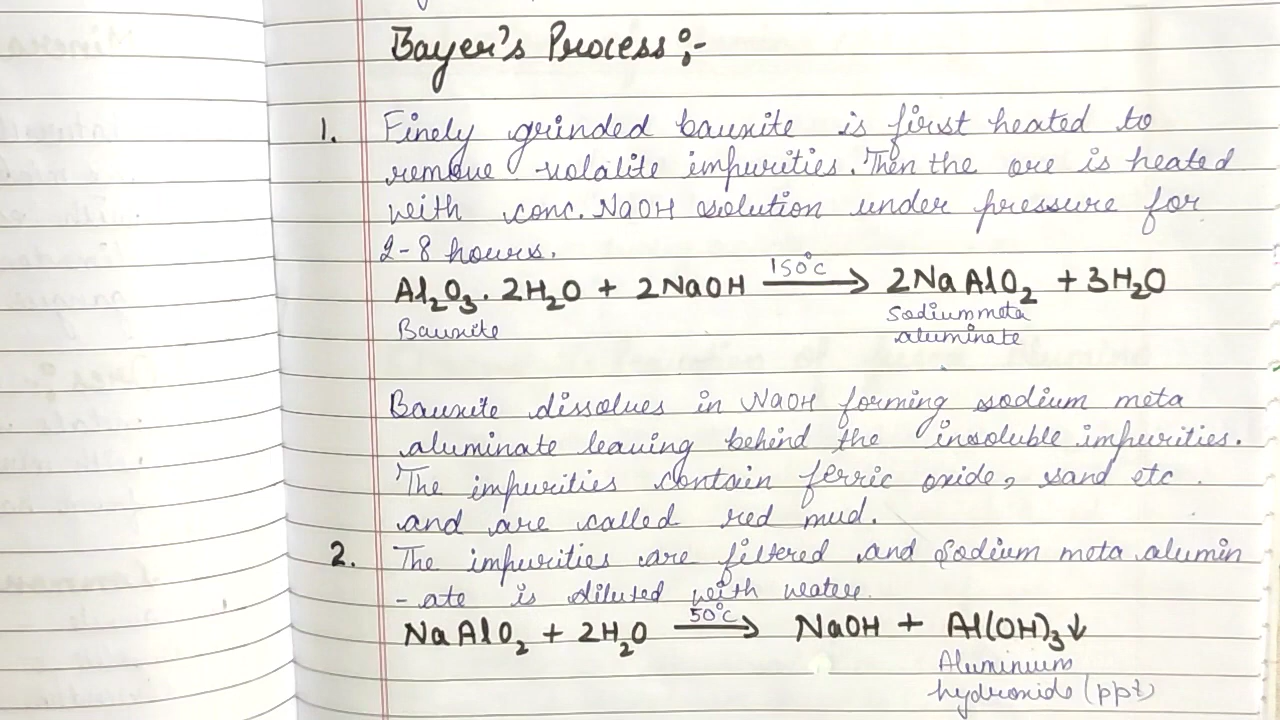 Bayer's Process :-
1. Finely grinded bauxite is first heated to
remove volalite impurities. Then the ore is heated
with conc. NaOH solution under pressure for
2-8 hours.
Al₂O₃ . 2H₂O + 2NaOH 150°C → 2NaAlO₂ + 3H₂O
Bauxite Sodium meta
aluminate
Bauxite dissolves in NaOH forming sodium meta
aluminate leaving behind the insoluble impurities.
The impurities contain ferric oxide, sand etc.
and are called red mud.
2. The impurities are filtered and Sodium meta alumin
- ate is diluted with water.
NaAlO₂ + 2H₂O 50°C → NaOH + Al(OH)₃↓
Aluminium
hydroxide (ppt)